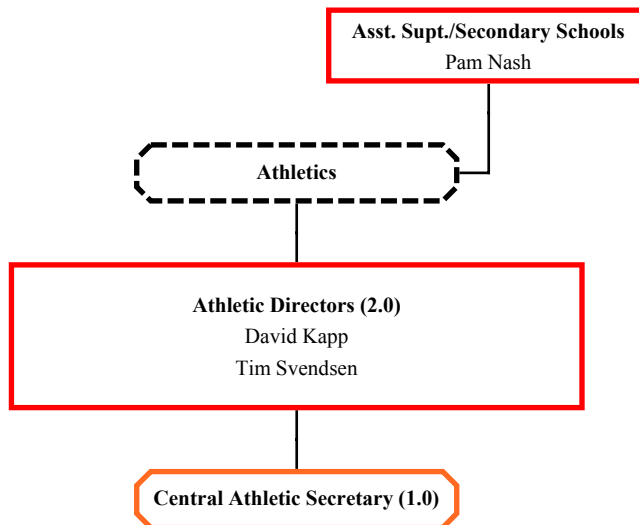 Asst. Supt./Secondary Schools
Pam Nash
Athletics
Athletic Directors (2.0)
David Kapp
Tim Svendsen
Central Athletic Secretary (1.0)